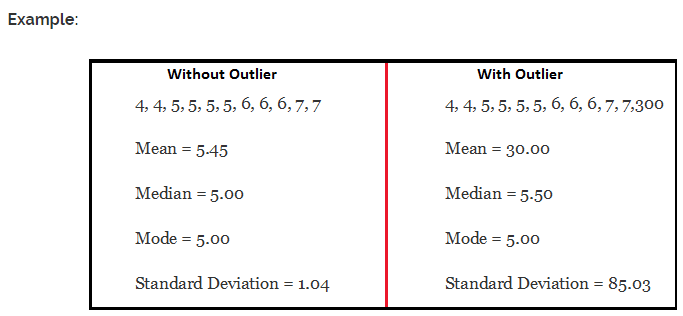 Example:
Without Outlier
4, 4, 5, 5, 5, 5, 6, 6, 6, 7, 7
Mean = 5.45
Median = 5.00
Mode = 5.00
Standard Deviation = 1.04
With Outlier
4, 4, 5, 5, 5, 5, 6, 6, 6, 7, 7,300
Mean = 30.00
Median = 5.50
Mode = 5.00
Standard Deviation = 85.03